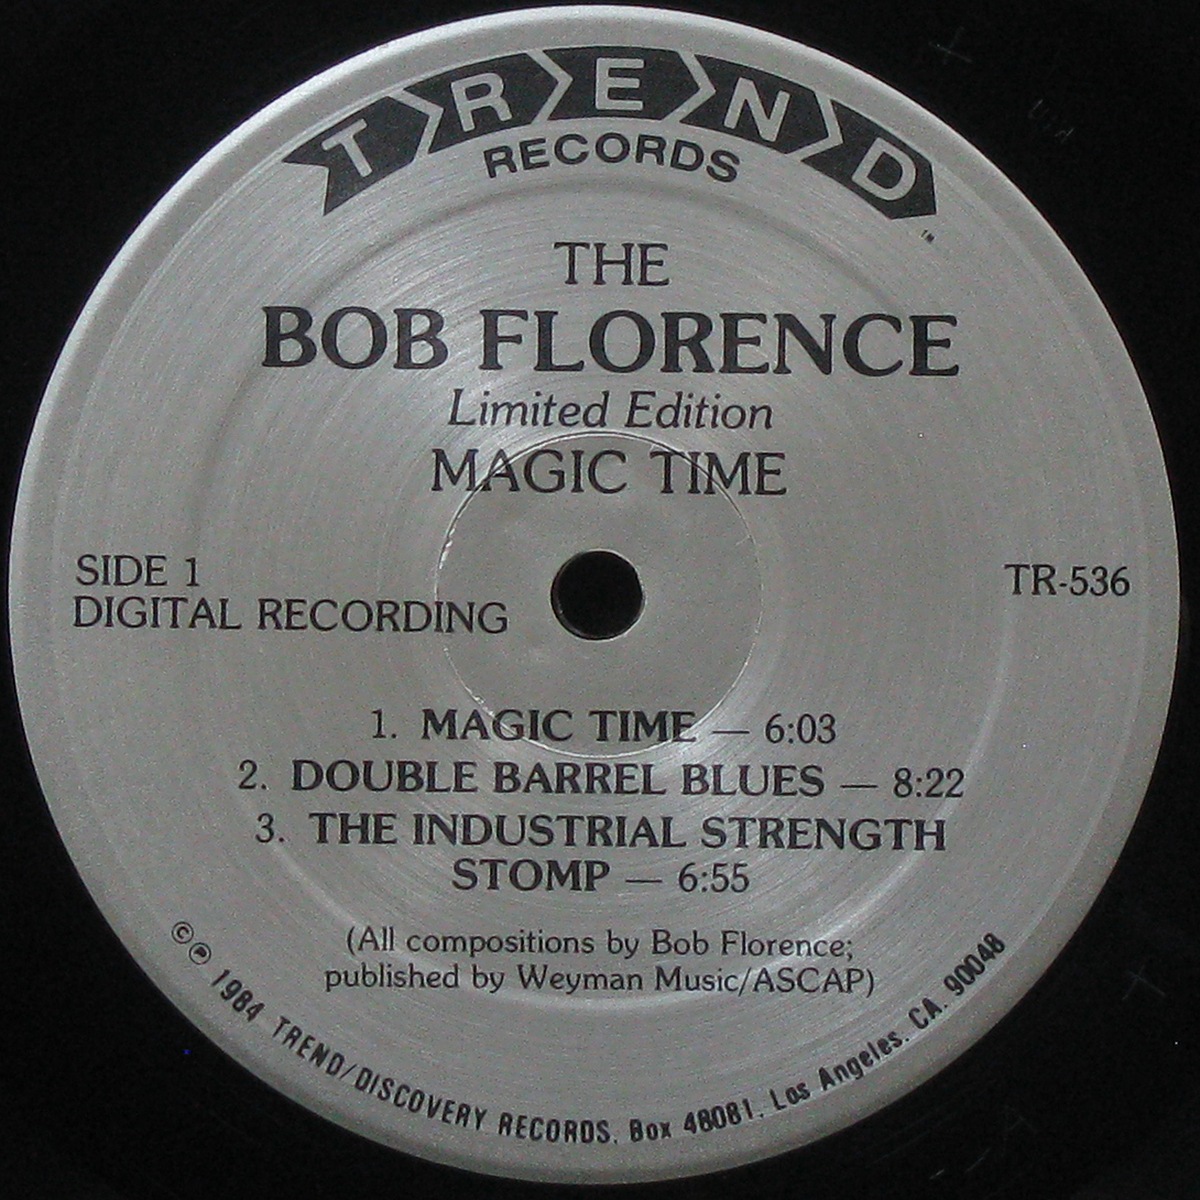 TREND
RECORDS
™
THE
BOB FLORENCE
Limited Edition
MAGIC TIME
SIDE 1
DIGITAL RECORDING
TR-536
1. MAGIC TIME — 6:03
2. DOUBLE BARREL BLUES — 8:22
3. THE INDUSTRIAL STRENGTH
STOMP — 6:55
(All compositions by Bob Florence;
published by Weyman Music/ASCAP)
©℗ 1984 TREND/DISCOVERY RECORDS. Box 48081. Los Angeles. CA. 90048